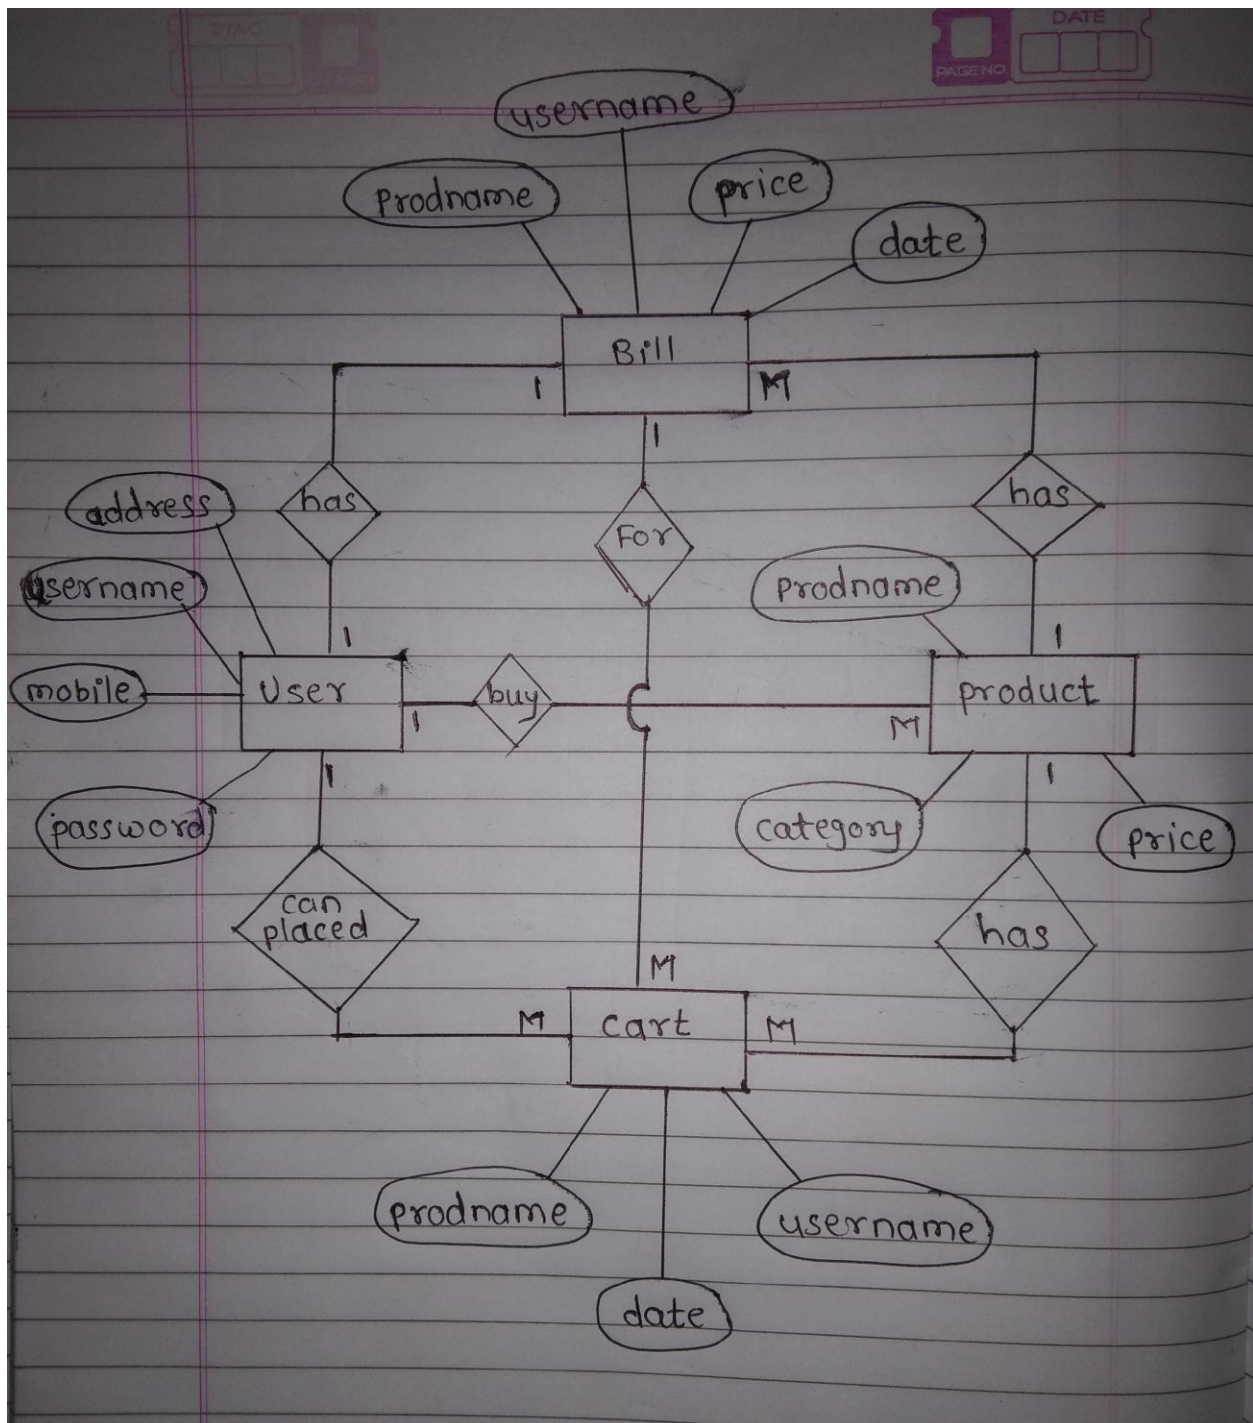 DATE
PAGE NO.
DATE
username
prodname
price
date
Bill
1
M
1
has
For
has
address
username
prodname
mobile
User
1
1
buy
M
product
1
password
1
category
1
price
can
placed
has
M
M
cart
M
prodname
username
date